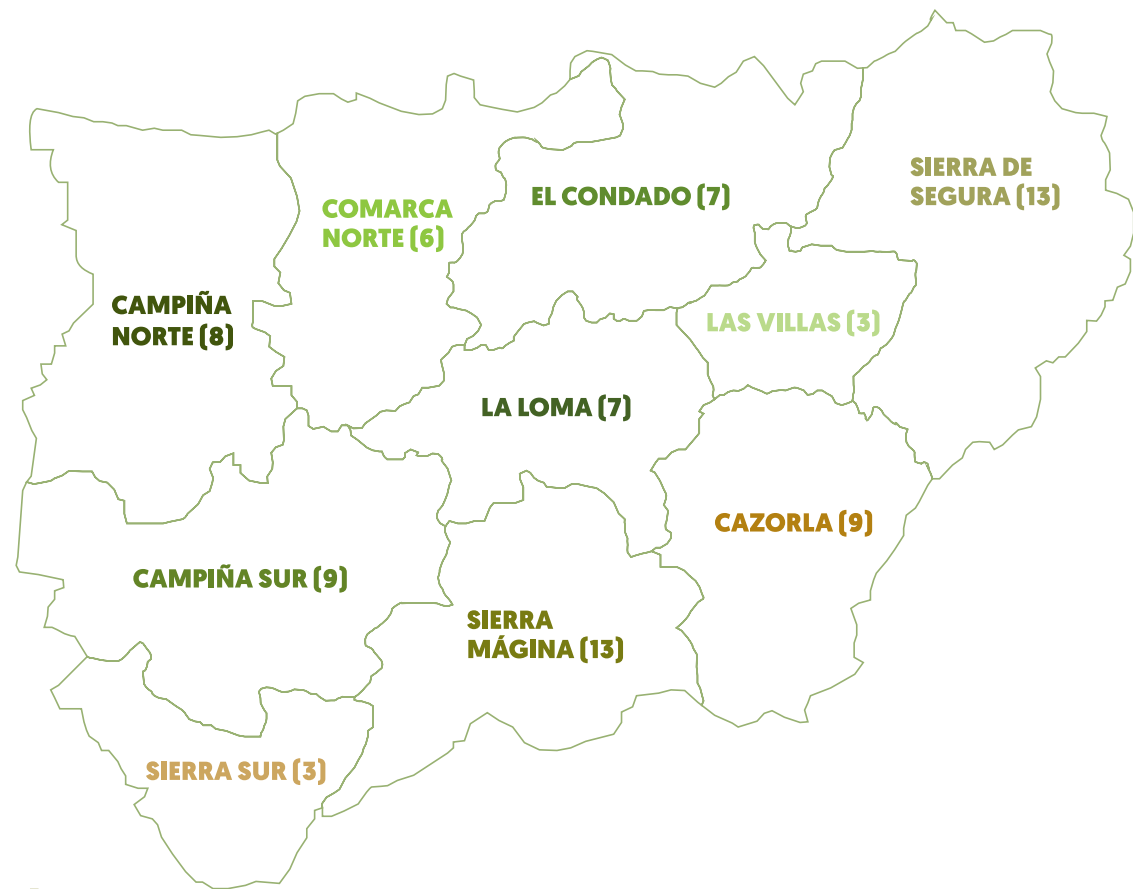 SIERRA DE
SEGURA (13)
EL CONDADO (7)
COMARCA
NORTE (6)
CAMPIÑA
NORTE (8)
LAS VILLAS (3)
LA LOMA (7)
CAZORLA (9)
CAMPIÑA SUR (9)
SIERRA
MÁGINA (13)
SIERRA SUR (3)